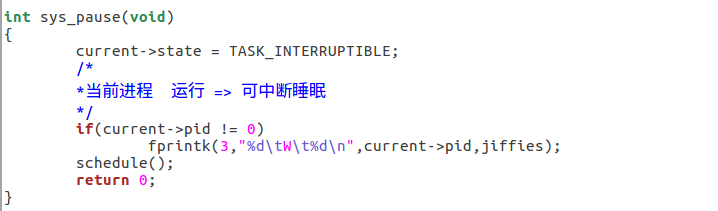 int sys_pause(void)
{
        current->state = TASK_INTERRUPTIBLE;
        /*
        *当前进程  运行 => 可中断睡眠
        */
        if(current->pid != 0)
                fprintk(3,"%d\tW\t%d\n",current->pid,jiffies);
        schedule();
        return 0;
}